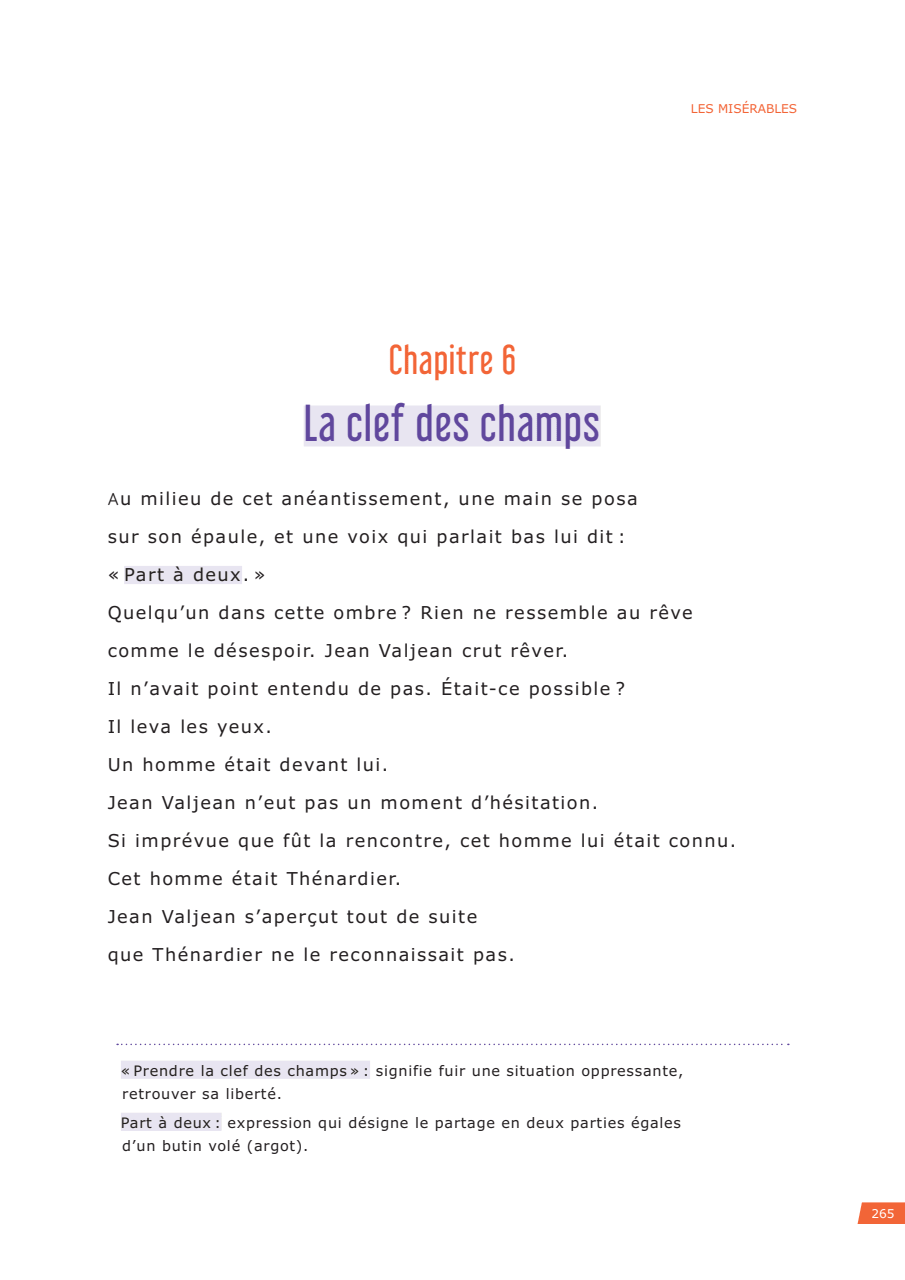 LES MISÉRABLES
Chapitre 6
La clef des champs
Au milieu de cet anéantissement, une main se posa
sur son épaule, et une voix qui parlait bas lui dit :
« Part à deux. »
Quelqu’un dans cette ombre ? Rien ne ressemble au rêve
comme le désespoir. Jean Valjean crut rêver.
Il n’avait point entendu de pas. Était-ce possible ?
Il leva les yeux.
Un homme était devant lui.
Jean Valjean n’eut pas un moment d’hésitation.
Si imprévue que fût la rencontre, cet homme lui était connu.
Cet homme était Thénardier.
Jean Valjean s’aperçut tout de suite
que Thénardier ne le reconnaissait pas.
« Prendre la clef des champs » : signifie fuir une situation oppressante,
retrouver sa liberté.
Part à deux : expression qui désigne le partage en deux parties égales
d’un butin volé (argot).
265